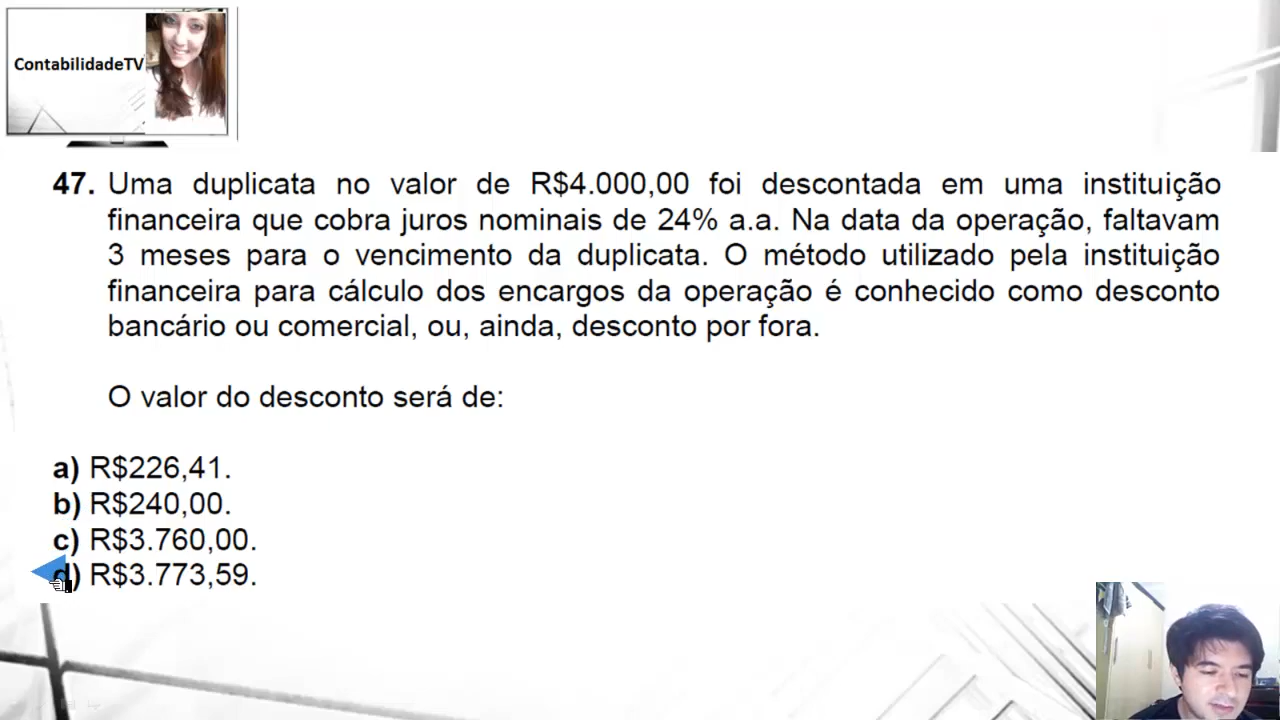 ContabilidadeTV
47. Uma duplicata no valor de R$4.000,00 foi descontada em uma instituição
financeira que cobra juros nominais de 24% a.a. Na data da operação, faltavam
3 meses para o vencimento da duplicata. O método utilizado pela instituição
financeira para cálculo dos encargos da operação é conhecido como desconto
bancário ou comercial, ou, ainda, desconto por fora.
O valor do desconto será de:
a) R$226,41.
b) R$240,00.
c) R$3.760,00.
d) R$3.773,59.